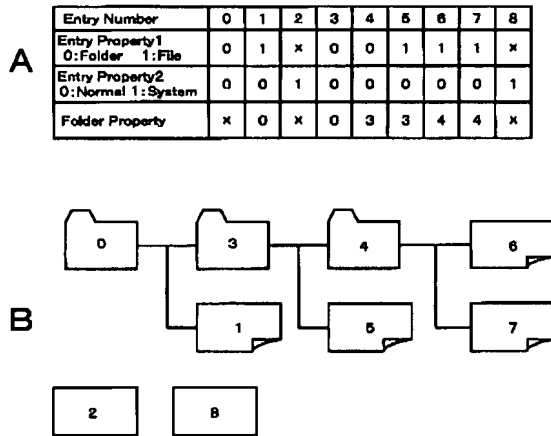 A
Entry Number 0 1 2 3 4 5 6 7 8
Entry Property1
0:Folder 1:File 0 1 × 0 0 1 1 1 ×
Entry Property2
0:Normal 1:System 0 0 1 0 0 0 0 0 1
Folder Property × 0 × 0 3 3 4 4 ×
B
0 3 4 6
1 5 7
2 8